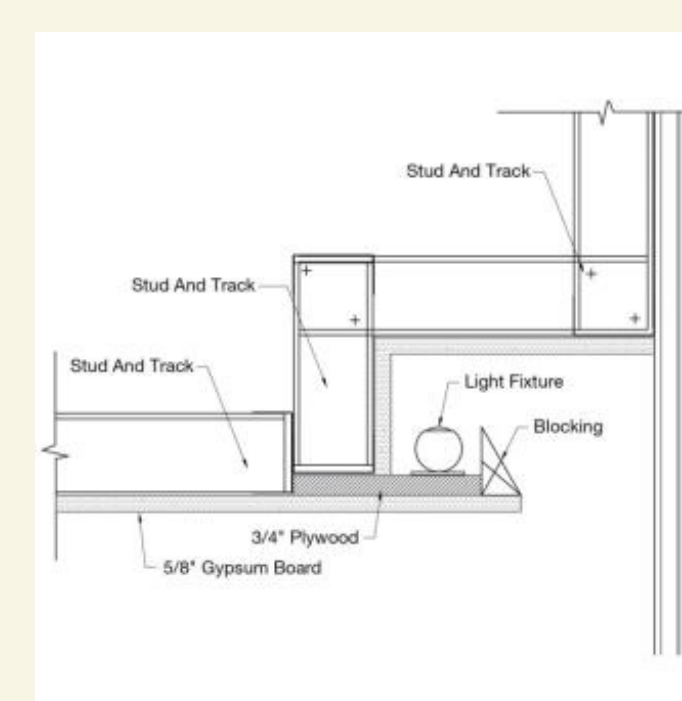 Stud And Track
Stud And Track
Stud And Track
Light Fixture
Blocking
3/4" Plywood
5/8" Gypsum Board